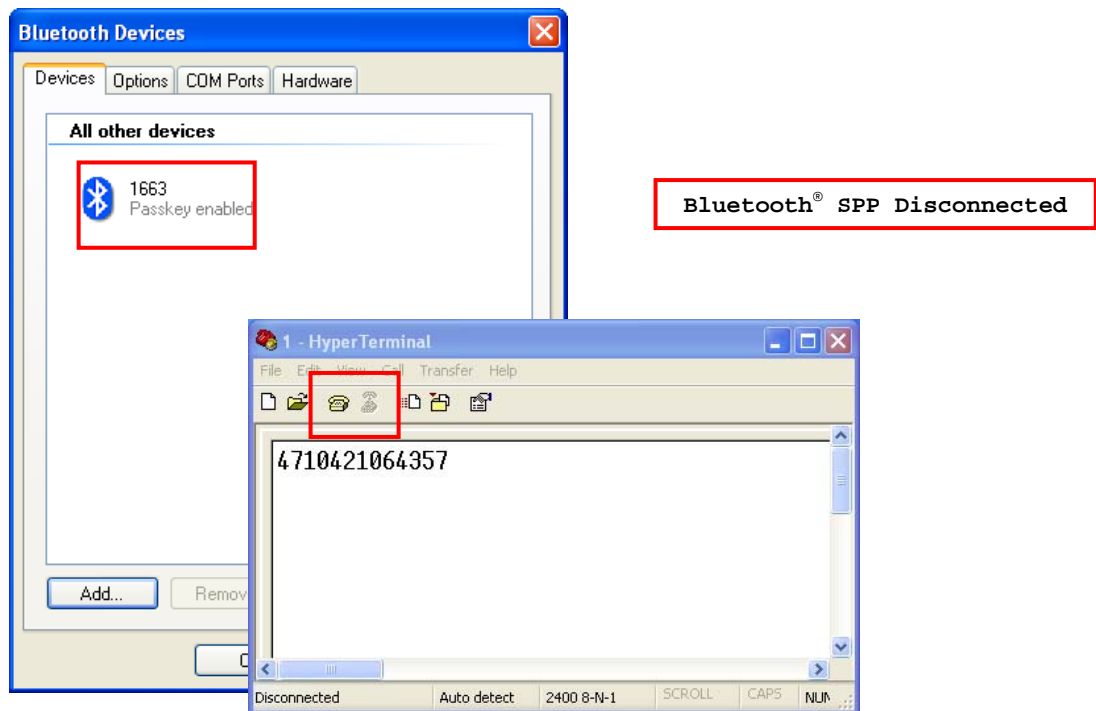 Bluetooth Devices
Devices Options COM Ports Hardware
All other devices
1663
Passkey enabled
Bluetooth® SPP Disconnected
Add...
1 - HyperTerminal
File Edit View Call Transfer Help
4710421064357
Disconnected Auto detect 2400 8-N-1 SCROLL CAPS NUM